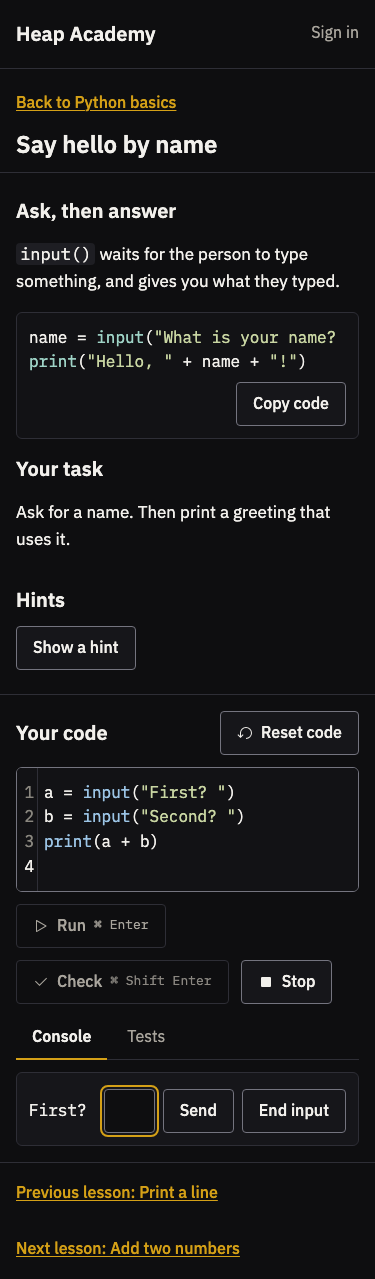 Heap Academy
Sign in
Back to Python basics
Say hello by name
Ask, then answer
input() waits for the person to type
something, and gives you what they typed.
name = input("What is your name?
print("Hello, " + name + "!")
Copy code
Your task
Ask for a name. Then print a greeting that
uses it.
Hints
Show a hint
Your code
Reset code
1 a = input("First? ")
2 b = input("Second? ")
3 print(a + b)
4
Run ⌘ Enter
Check ⌘ Shift Enter
Stop
Console
Tests
First?
Send
End input
Previous lesson: Print a line
Next lesson: Add two numbers